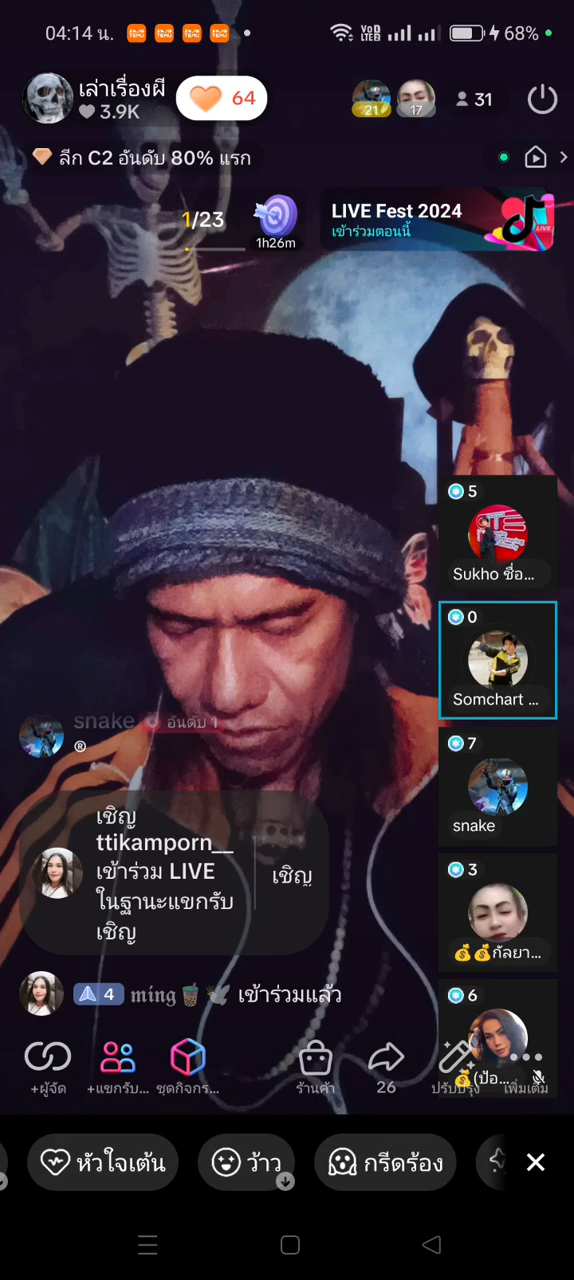 04:14 น.
VoD LTE
68%
เล่าเรื่องผี
3.9K
64
21
17
31
ลีก C2 อันดับ 80% แรก
1/23
1h26m
LIVE Fest 2024
เข้าร่วมตอนนี้
LIVE
5
Sukho ชื่อ...
0
Somchart ...
7
snake
3
💰💰กัลยา...
6
💰(ป้อ...
snake อันดับ 1
®
เชิญ
ttikamporn__
เข้าร่วม LIVE
ในฐานะแขกรับ
เชิญ
เชิญ
4 𝔪𝔦𝔫𝔤🧋🕊️ เข้าร่วมแล้ว
+ผู้จัด
+แขกรับ...
ชุดกิจกร...
ร้านค้า
26
ปรับปรุง
เพิ่มเติม
หัวใจเต้น
ว้าว
กรีดร้อง